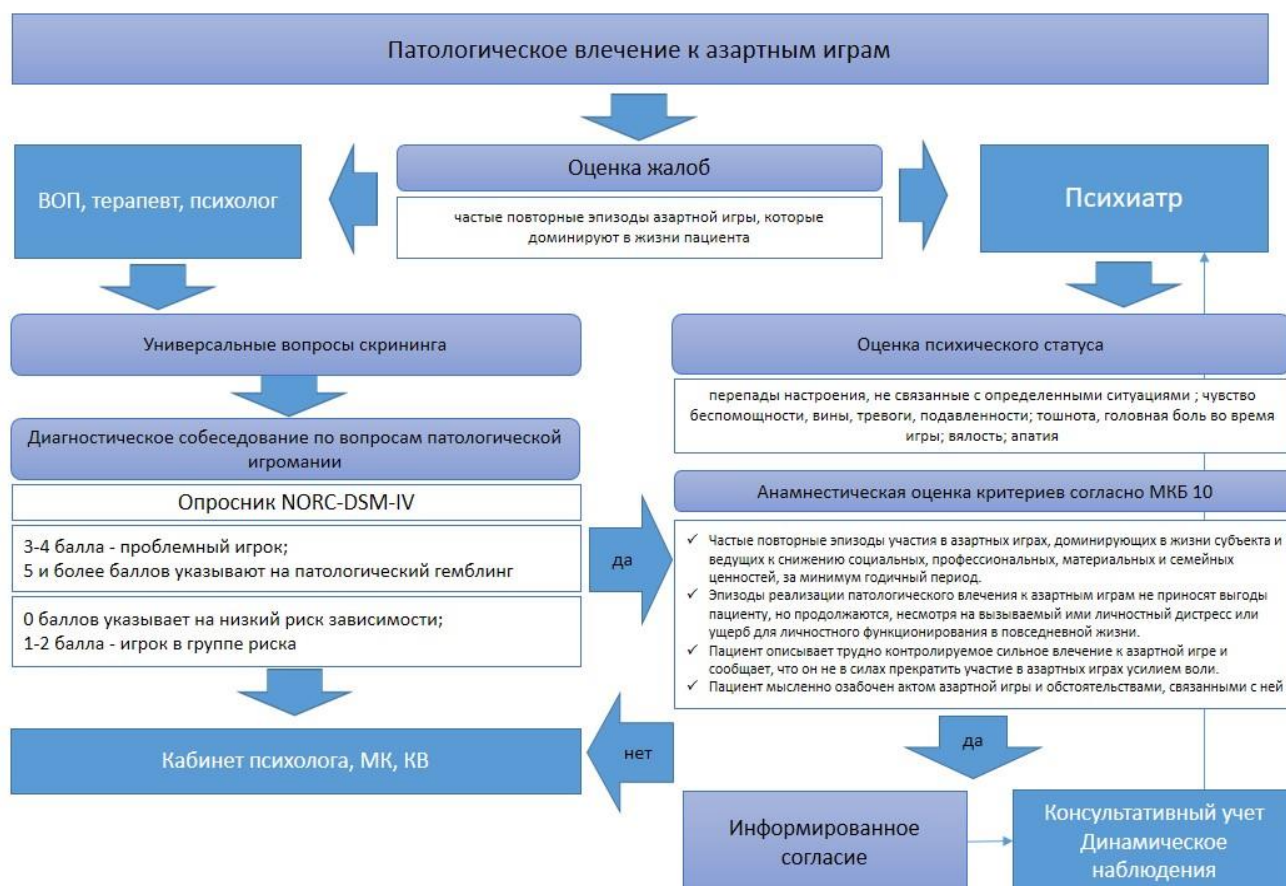 Патологическое влечение к азартным играм
Оценка жалоб
частые повторные эпизоды азартной игры, которые
доминируют в жизни пациента
ВОП, терапевт, психолог
Психиатр
Универсальные вопросы скрининга
Диагностическое собеседование по вопросам патологической
игромании
Опросник NORC-DSM-IV
3-4 балла - проблемный игрок;
5 и более баллов указывают на патологический гемблинг
0 баллов указывает на низкий риск зависимости;
1-2 балла - игрок в группе риска
да
Оценка психического статуса
перепады настроения, не связанные с определенными ситуациями ; чувство
беспомощности, вины, тревоги, подавленности; тошнота, головная боль во время
игры; вялость; апатия
Анамнестическая оценка критериев согласно МКБ 10
✓ Частые повторные эпизоды участия в азартных играх, доминирующих в жизни субъекта и
ведущих к снижению социальных, профессиональных, материальных и семейных
ценностей, за минимум годичный период.
✓ Эпизоды реализации патологического влечения к азартным играм не приносят выгоды
пациенту, но продолжаются, несмотря на вызываемый ими личностный дистресс или
ущерб для личностного функционирования в повседневной жизни.
✓ Пациент описывает трудно контролируемое сильное влечение к азартной игре и
сообщает, что он не в силах прекратить участие в азартных играх усилием воли.
✓ Пациент мысленно озабочен актом азартной игры и обстоятельствами, связанными с ней
нет
да
Кабинет психолога, МК, КВ
Информированное
согласие
Консультативный учет
Динамическое
наблюдения